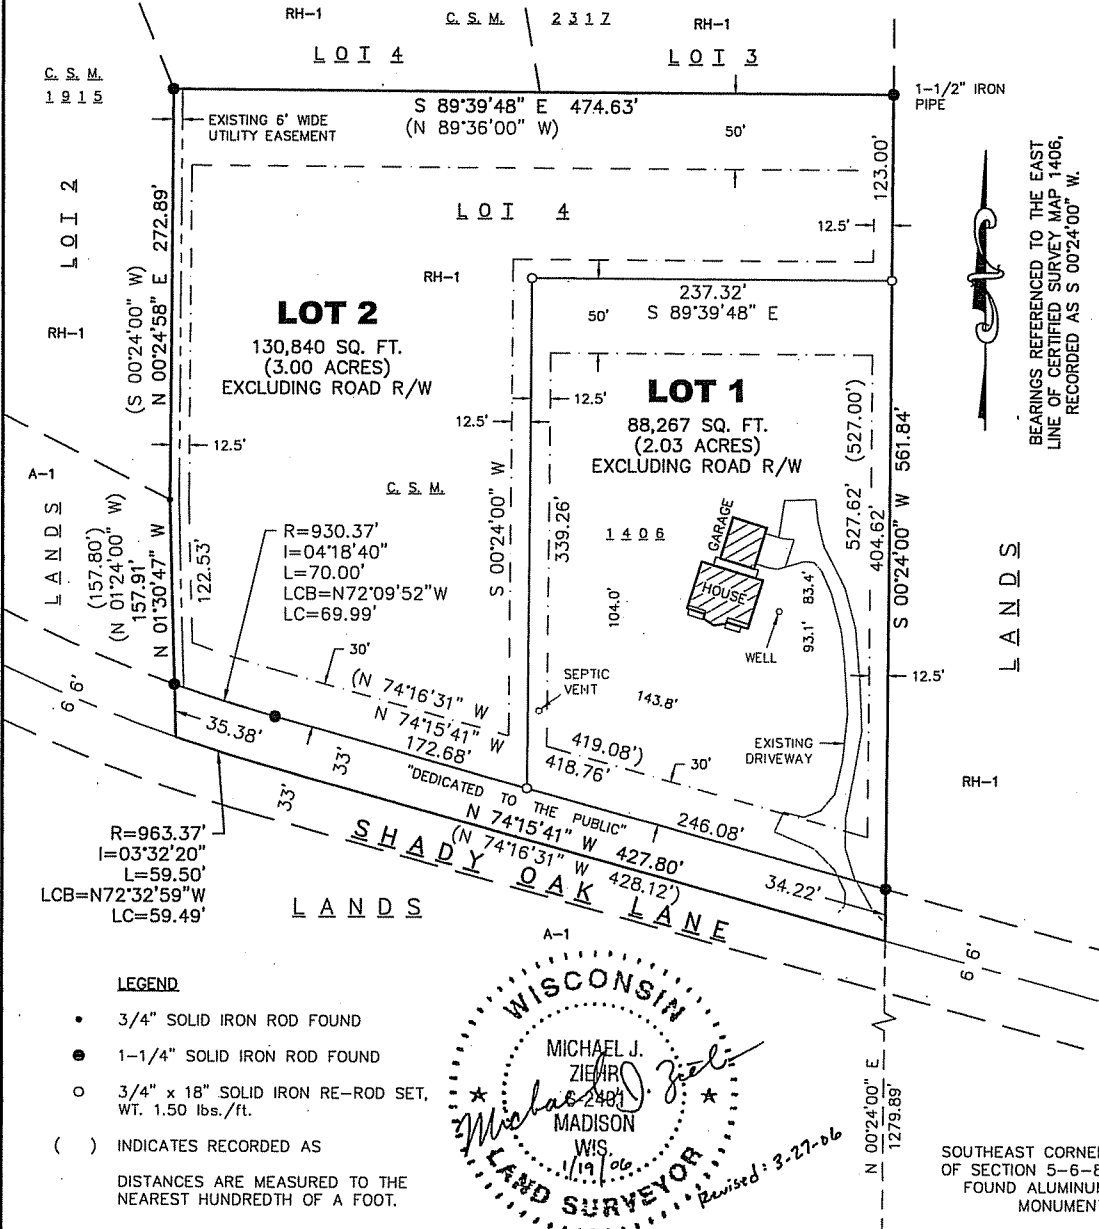 RH-1
C. S. M. 2 3 1 7
RH-1
LOT 4
LOT 3
C. S. M.
1 9 1 5
1-1/2" IRON
PIPE
S 89°39'48" E 474.63'
(N 89°36'00" W)
EXISTING 6' WIDE
UTILITY EASEMENT
50'
123.00'
BEARINGS REFERENCED TO THE EAST
LINE OF CERTIFIED SURVEY MAP 1406,
RECORDED AS S 00°24'00" W.
LOT 2
LOT 4
12.5'
(S 00°24'00" W)
N 00°24'58" E 272.89'
RH-1
237.32'
S 89°39'48" E
50'
LOT 2
130,840 SQ. FT.
(3.00 ACRES)
EXCLUDING ROAD R/W
RH-1
LOT 1
88,267 SQ. FT.
(2.03 ACRES)
EXCLUDING ROAD R/W
12.5'
12.5'
12.5'
A-1
LANDS
(157.80')
(N 01°24'00" W)
157.91'
N 01°30'47" W
122.53'
C. S. M.
1 4 0 6
R=930.37'
I=04°18'40"
L=70.00'
LCB=N72°09'52"W
LC=69.99'
S 00°24'00" W
339.26'
GARAGE
HOUSE
104.0'
83.4'
93.1'
WELL
527.62' (527.00')
404.62'
S 00°24'00" W 561.84'
LANDS
12.5'
30'
SEPTIC
VENT
143.8'
(N 74°16'31" W 419.08')
N 74°15'41" W 418.76'
172.68'
30'
EXISTING
DRIVEWAY
RH-1
66'
35.38'
33'
33'
"DEDICATED TO THE PUBLIC"
246.08'
N 74°15'41" W 427.80'
(N 74°16'31" W 428.12')
34.22'
SHADY OAK LANE
R=963.37'
I=03°32'20"
L=59.50'
LCB=N72°32'59"W
LC=59.49'
LANDS
A-1
66'
LEGEND
3/4" SOLID IRON ROD FOUND
1-1/4" SOLID IRON ROD FOUND
3/4" x 18" SOLID IRON RE-ROD SET,
WT. 1.50 lbs./ft.
( ) INDICATES RECORDED AS
DISTANCES ARE MEASURED TO THE
NEAREST HUNDREDTH OF A FOOT.
WISCONSIN
MICHAEL J.
ZIEHR
S-2401
MADISON
WIS.
1/19/06
LAND SURVEYOR
Revised: 3-27-06
N 00°24'00" E
1279.89'
SOUTHEAST CORNER
OF SECTION 5-6-8
FOUND ALUMINUM
MONUMENT